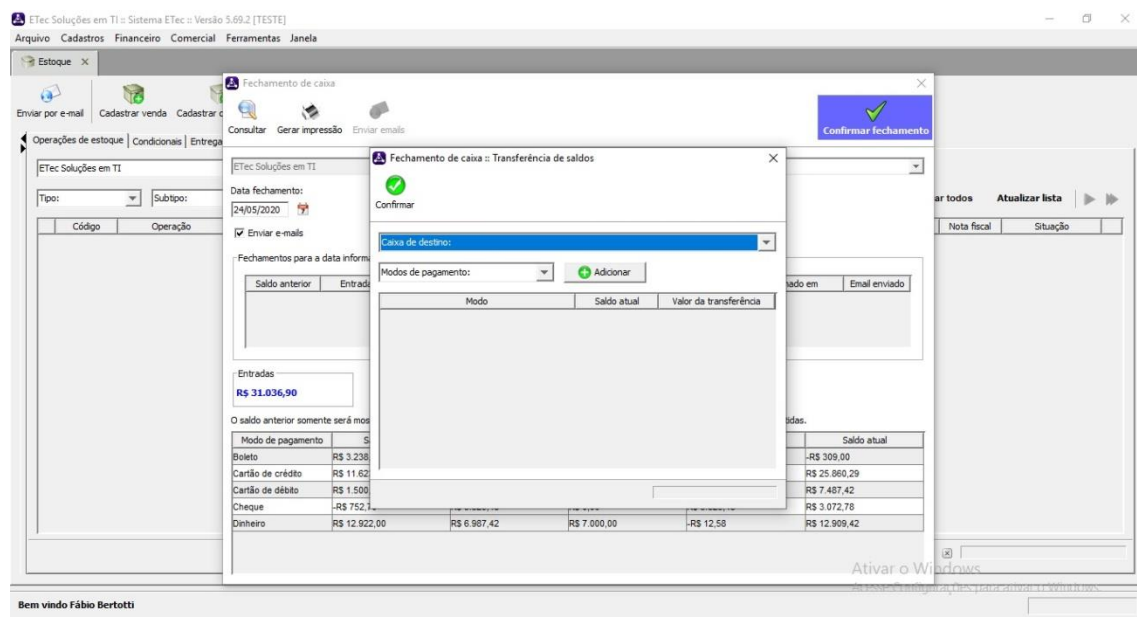 ETec Soluções em TI :: Sistema ETec :: Versão 5.69.2 [TESTE]
Arquivo Cadastros Financeiro Comercial Ferramentas Janela
Estoque X
Enviar por e-mail Cadastrar venda Cadastrar
Operações de estoque Condicionais Entrega
ETec Soluções em TI
Tipo: Subtipo:
Código Operação
ar todos Atualizar lista
Nota fiscal Situação
Fechamento de caixa
Consultar Gerar impressão Enviar emails
Confirmar fechamento
ETec Soluções em TI
Data fechamento:
24/05/2020
Enviar e-mails
Fechamentos para a data inform
Saldo anterior Entrada
ado em Email enviado
Entradas
R$ 31.036,90
O saldo anterior somente será mos
tidas.
Modo de pagamento S Saldo atual
Boleto R$ 3.238 -R$ 309,00
Cartão de crédito R$ 11.62 R$ 25.860,29
Cartão de débito R$ 1.500 R$ 7.487,42
Cheque -R$ 752,7 R$ 3.072,78
Dinheiro R$ 12.922,00 R$ 6.987,42 R$ 7.000,00 -R$ 12,58 R$ 12.909,42
Fechamento de caixa :: Transferência de saldos
Confirmar
Caixa de destino:
Modos de pagamento: Adicionar
Modo Saldo atual Valor da transferência
Ativar o Windows
Acesse Configurações para ativar o Windows.
Bem vindo Fábio Bertotti